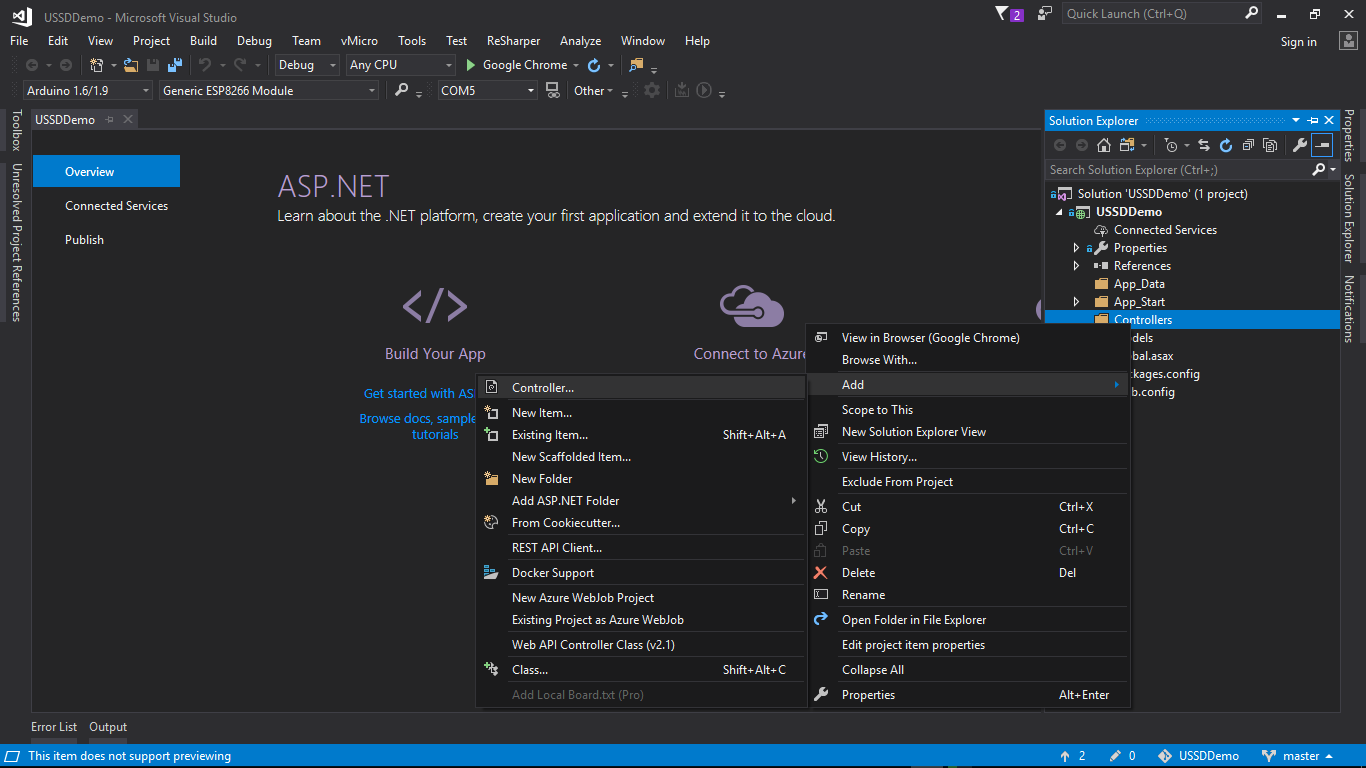 USSDDemo - Microsoft Visual Studio
2
Quick Launch (Ctrl+Q)
File Edit View Project Build Debug Team vMicro Tools Test ReSharper Analyze Window Help
Sign in
Debug Any CPU Google Chrome
Arduino 1.6/1.9 Generic ESP8266 Module COM5 Other
Toolbox
Unresolved Project References
USSDDemo
Overview
Connected Services
Publish
ASP.NET
Learn about the .NET platform, create your first application and extend it to the cloud.
Build Your App
Get started with AS
Browse docs, sample
tutorials
Connect to Azure
Solution Explorer
Search Solution Explorer (Ctrl+;)
Solution 'USSDDemo' (1 project)
USSDDemo
Connected Services
Properties
References
App_Data
App_Start
Controllers
odels
obal.asax
ckages.config
b.config
Properties
Solution Explorer
Notifications
View in Browser (Google Chrome)
Browse With...
Add
Scope to This
New Solution Explorer View
View History...
Exclude From Project
Cut Ctrl+X
Copy Ctrl+C
Paste Ctrl+V
Delete Del
Rename
Open Folder in File Explorer
Edit project item properties
Collapse All
Properties Alt+Enter
Controller...
New Item...
Existing Item... Shift+Alt+A
New Scaffolded Item...
New Folder
Add ASP.NET Folder
From Cookiecutter...
REST API Client...
Docker Support
New Azure WebJob Project
Existing Project as Azure WebJob
Web API Controller Class (v2.1)
Class... Shift+Alt+C
Add Local Board.txt (Pro)
Error List Output
This item does not support previewing
2 0 USSDDemo master